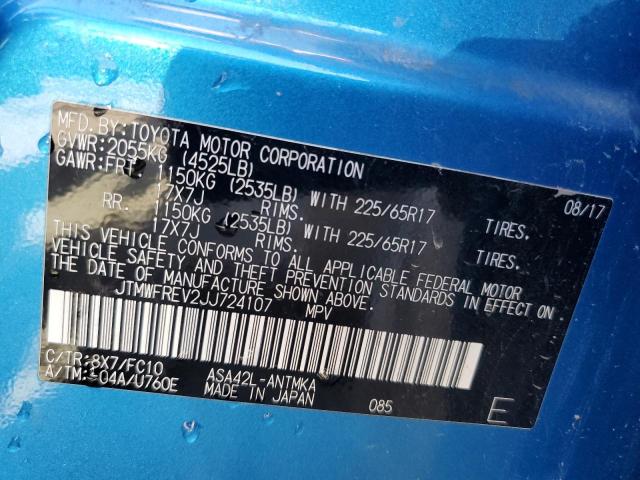 MFD. BY: TOYOTA MOTOR CORPORATION 08/17
GVWR: 2055KG (4525LB)
GAWR: FRT. 1150KG (2535LB) WITH 225/65R17 TIRES.
17X7J RIMS.
RR. 1150KG (2535LB) WITH 225/65R17 TIRES.
17X7J RIMS.
THIS VEHICLE CONFORMS TO ALL APPLICABLE FEDERAL MOTOR
VEHICLE SAFETY AND THEFT PREVENTION STANDARDS IN EFFECT ON
THE DATE OF MANUFACTURE SHOWN ABOVE.
JTMWFREV2JJ724107 MPV
C/TR: 8X7/FC10 ASA42L-ANTMKA
A/TM: -04A/U760E MADE IN JAPAN
085 E